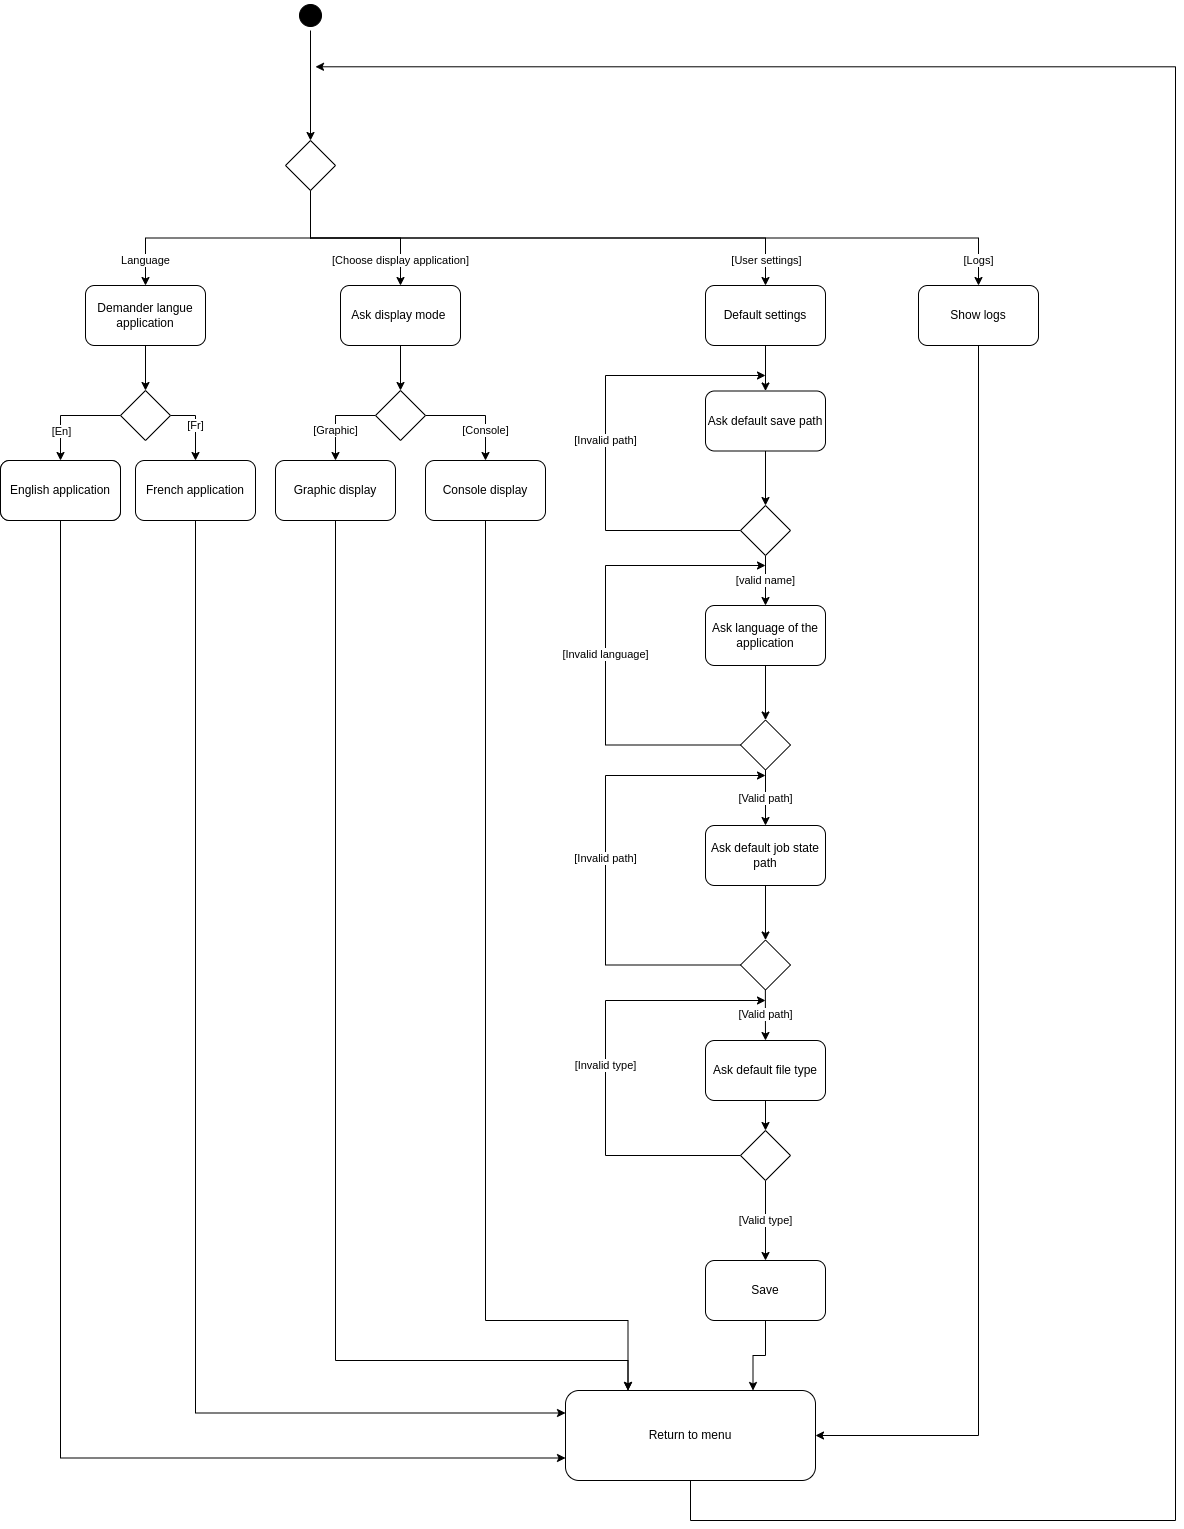 Language
[Choose display application]
[User settings]
[Logs]
Demander langue
application
Ask display mode
Default settings
Show logs
[En]
[Fr]
[Graphic]
[Console]
[Invalid path]
Ask default save path
English application
French application
Graphic display
Console display
[valid name]
[Invalid language]
Ask language of the
application
[Valid path]
[Invalid path]
Ask default job state
path
[Valid path]
[Invalid type]
Ask default file type
[Valid type]
Save
Return to menu